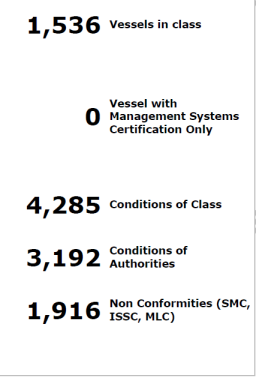 1,536 Vessels in class
Vessel with
0 Management Systems
Certification Only
4,285 Conditions of Class
3,192 Conditions of
Authorities
1,916 Non Conformities (SMC,
ISSC, MLC)